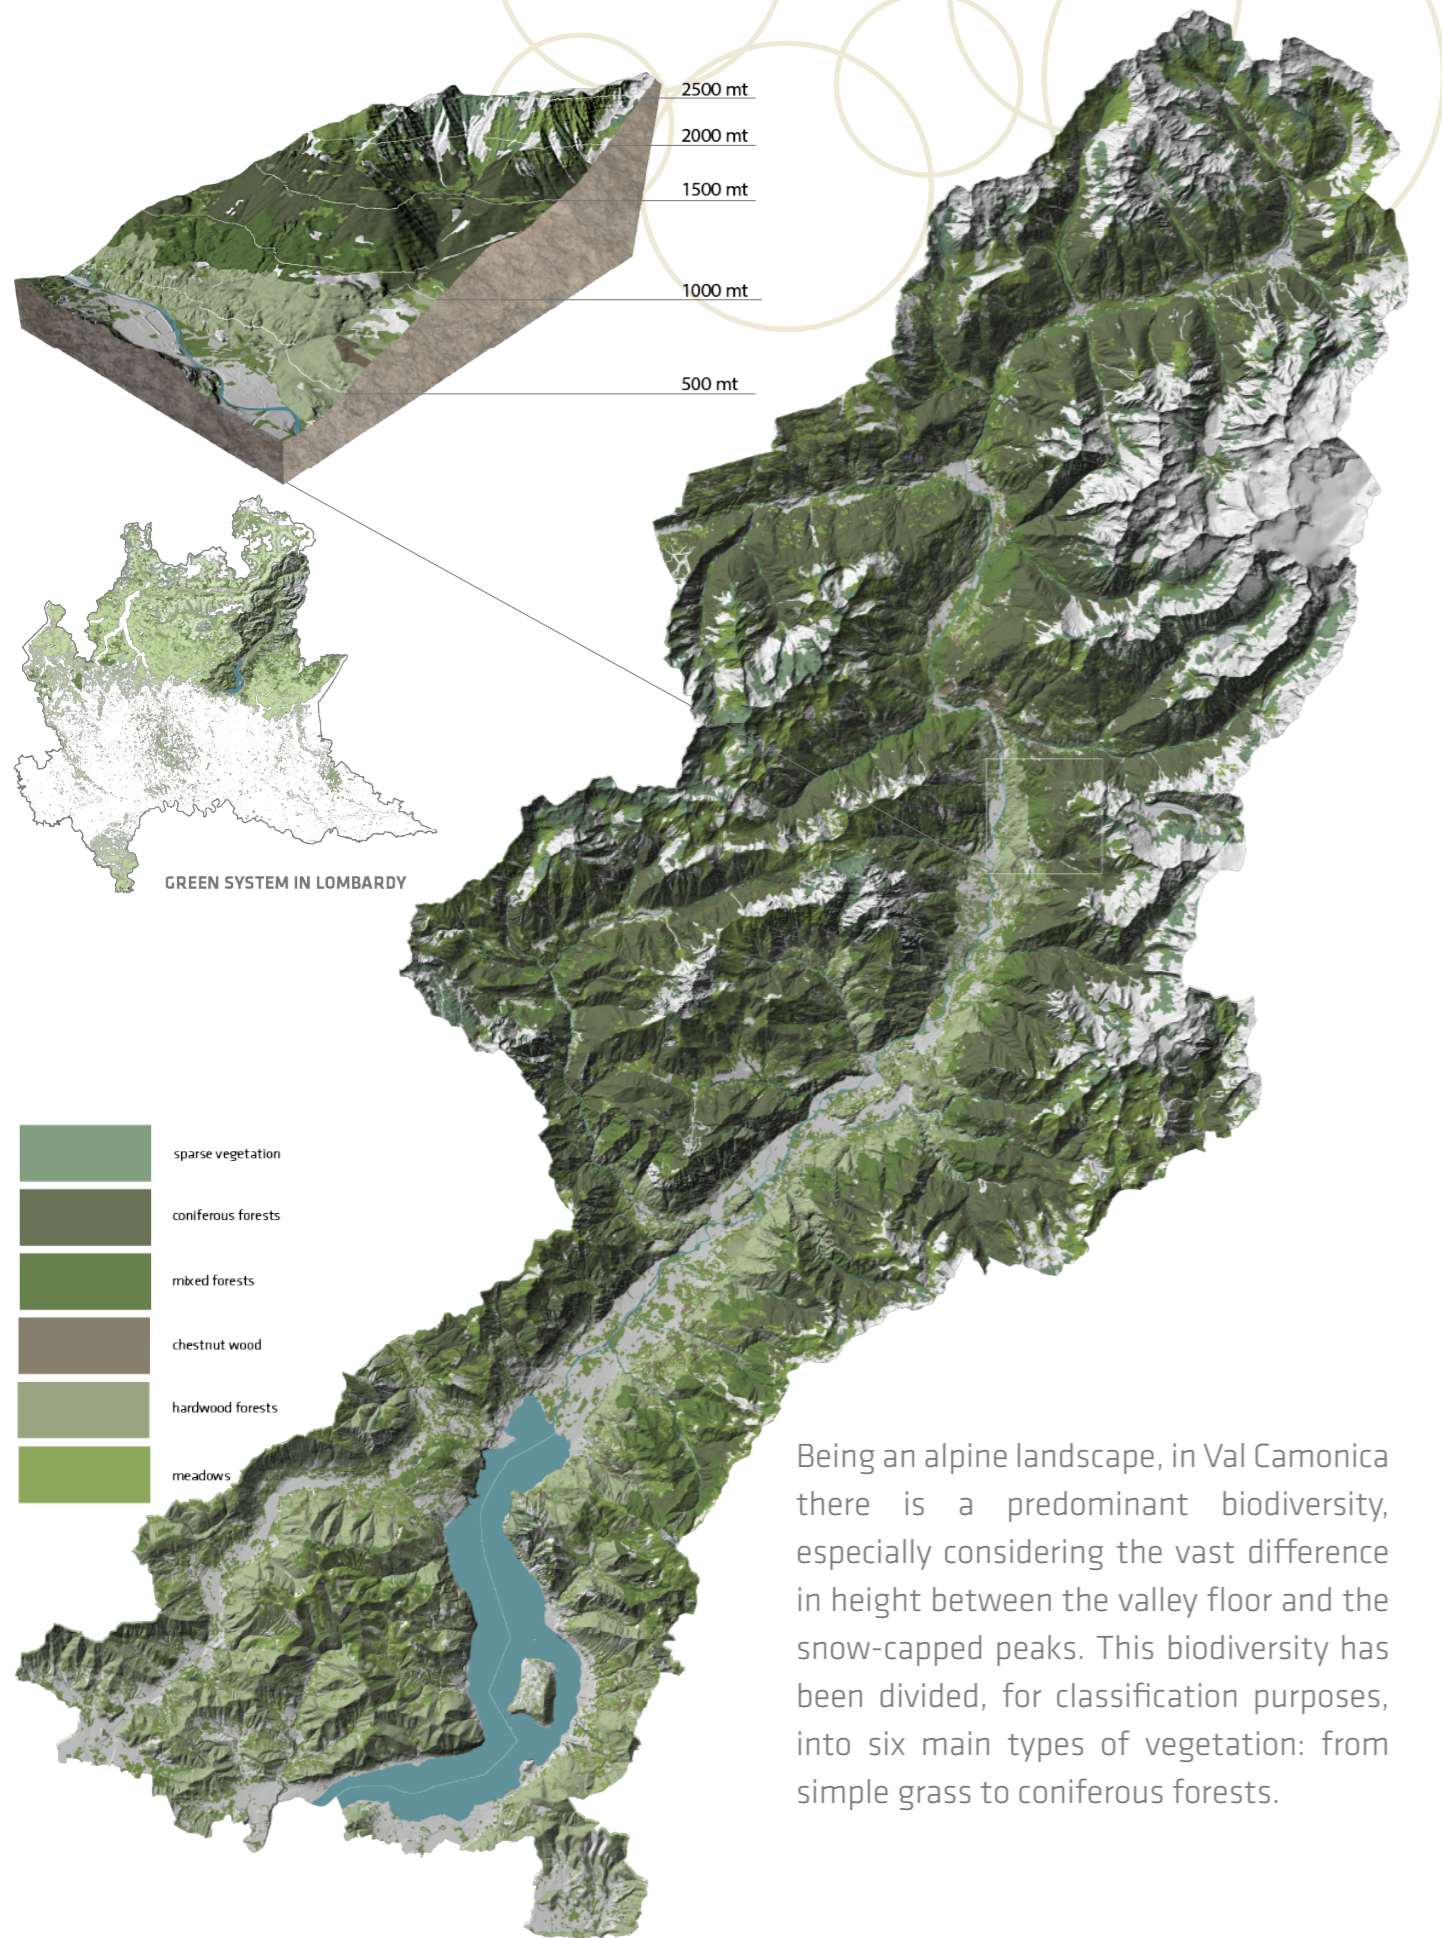 2500 mt
2000 mt
1500 mt
1000 mt
500 mt
GREEN SYSTEM IN LOMBARDY
sparse vegetation
coniferous forests
mixed forests
chestnut wood
hardwood forests
meadows
Being an alpine landscape, in Val Camonica
there is a predominant biodiversity,
especially considering the vast difference
in height between the valley floor and the
snow-capped peaks. This biodiversity has
been divided, for classification purposes,
into six main types of vegetation: from
simple grass to coniferous forests.